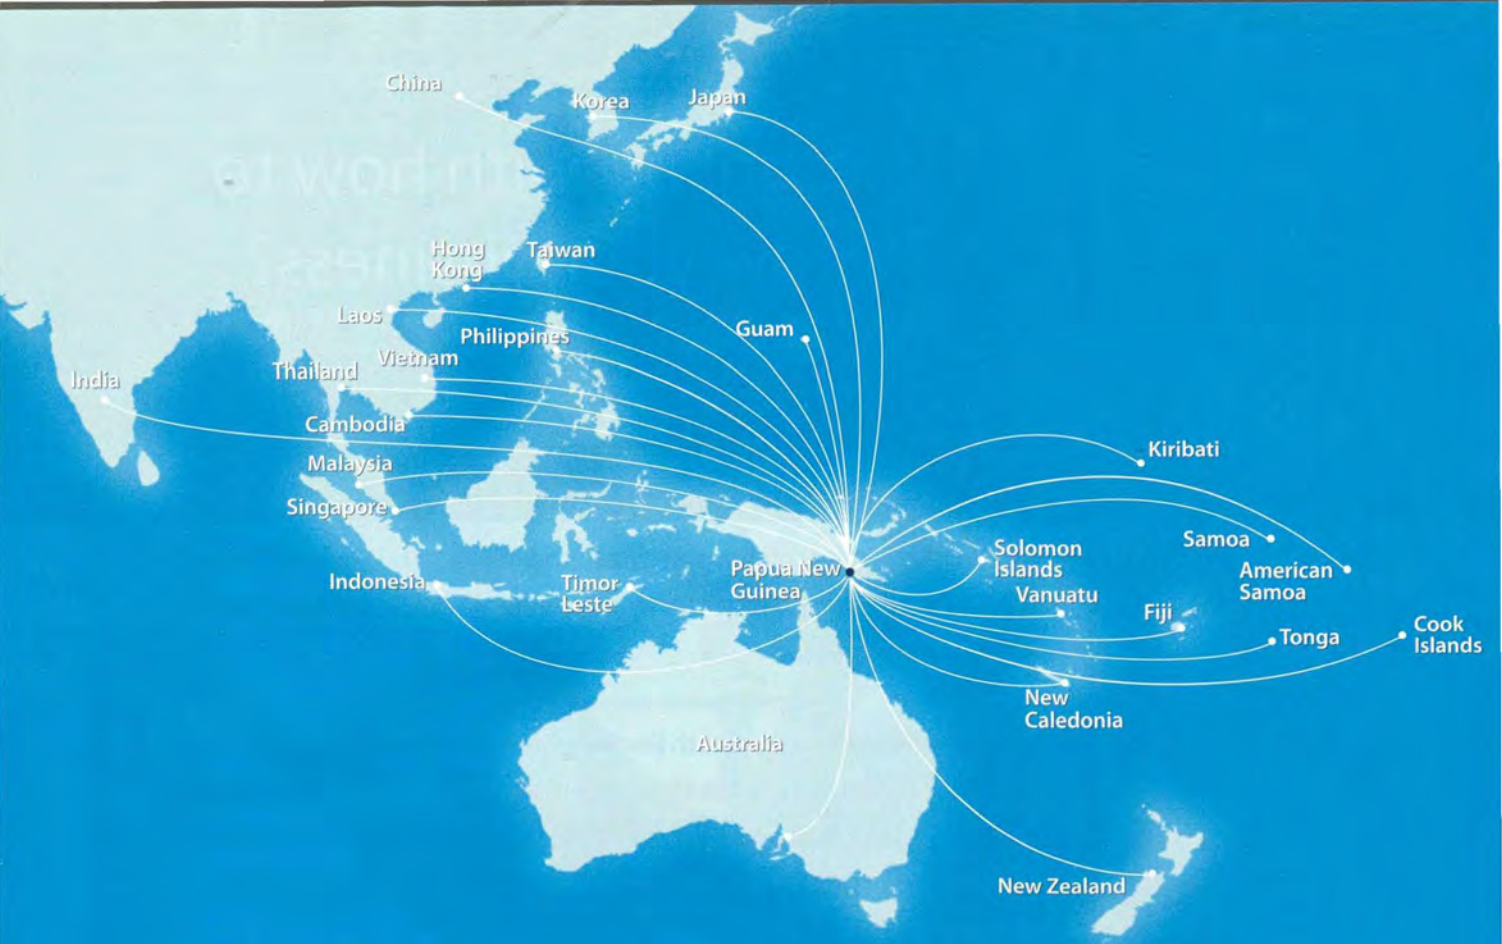 China
Korea
Japan
Hong
Kong
Taiwan
Laos
Philippines
Guam
Vietnam
Thailand
India
Cambodia
Malaysia
Singapore
Kiribati
Samoa
American
Samoa
Solomon
Islands
Papua New
Guinea
Indonesia
Timor
Leste
Vanuatu
Fiji
Tonga
Cook
Islands
New
Caledonia
Australia
New Zealand